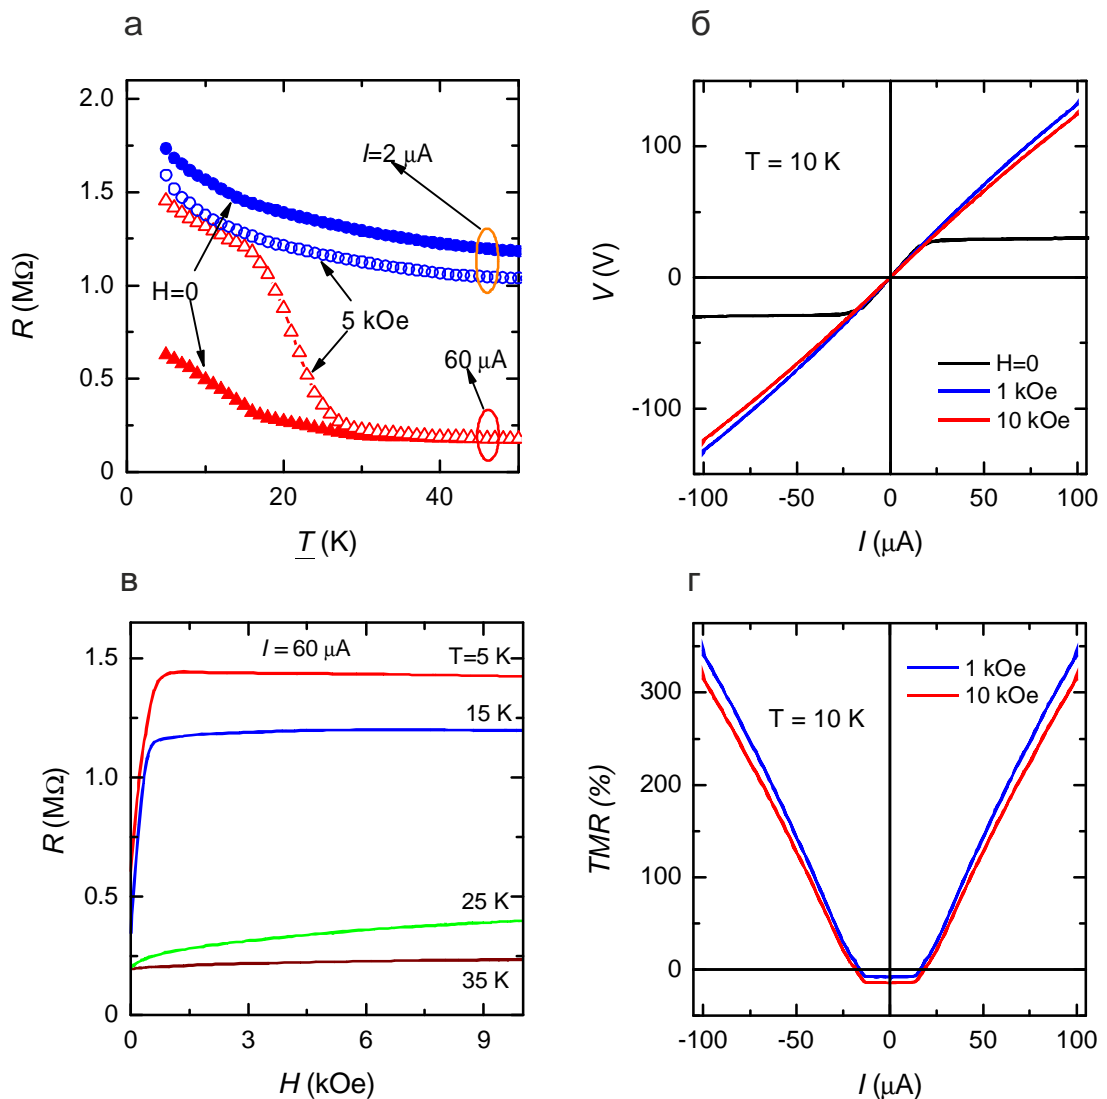 а
2.0
1.5
1.0
0.5
0
R (MΩ)
I=2 μA
H=0
5 kOe
60 μA
0
20
40
T (K)
б
100
0
-100
V (V)
T = 10 K
H=0
1 kOe
10 kOe
-100
-50
0
50
100
I (μA)
в
1.5
1.0
0.5
0
R (MΩ)
I = 60 μA
T=5 K
15 K
25 K
35 K
0
3
6
9
H (kOe)
г
300
200
100
0
TMR (%)
1 kOe
10 kOe
T = 10 K
-100
-50
0
50
100
I (μA)